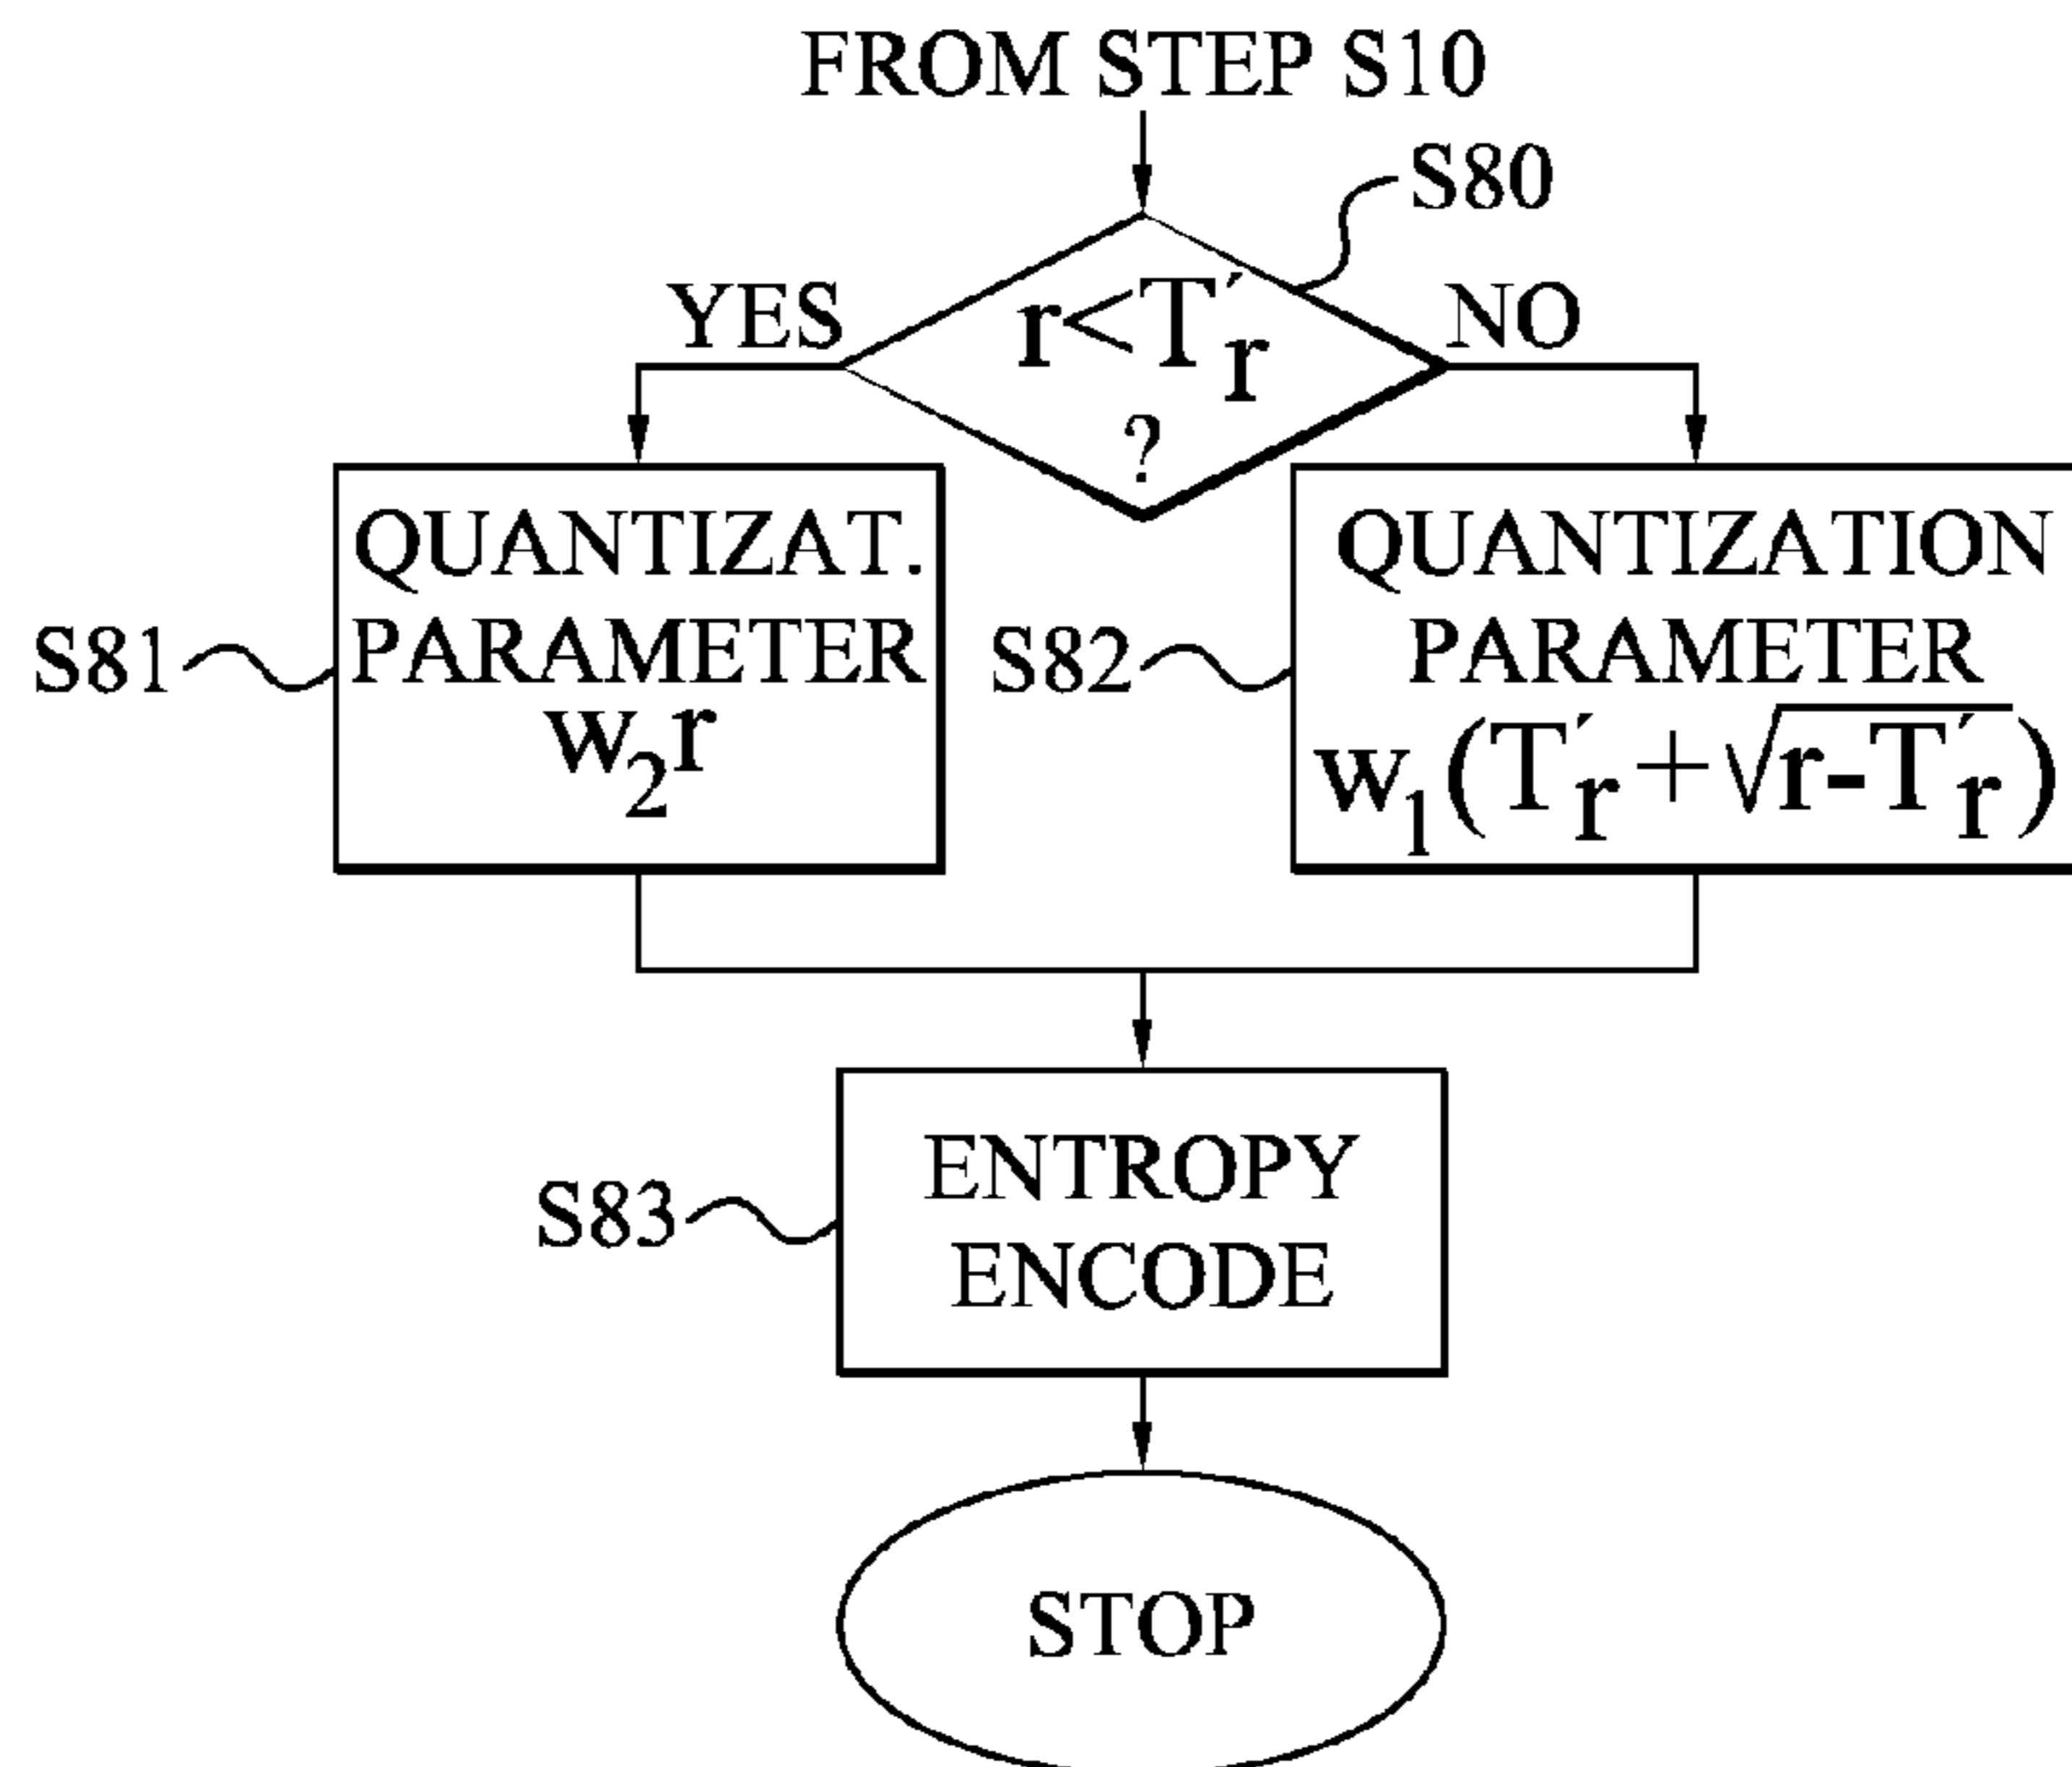 FROM STEP S10
S80
YES
r<T′r
?
NO
S81
QUANTIZAT.
PARAMETER
w2r
S82
QUANTIZATION
PARAMETER
w1(T′r+√r-T′r)
S83
ENTROPY
ENCODE
STOP